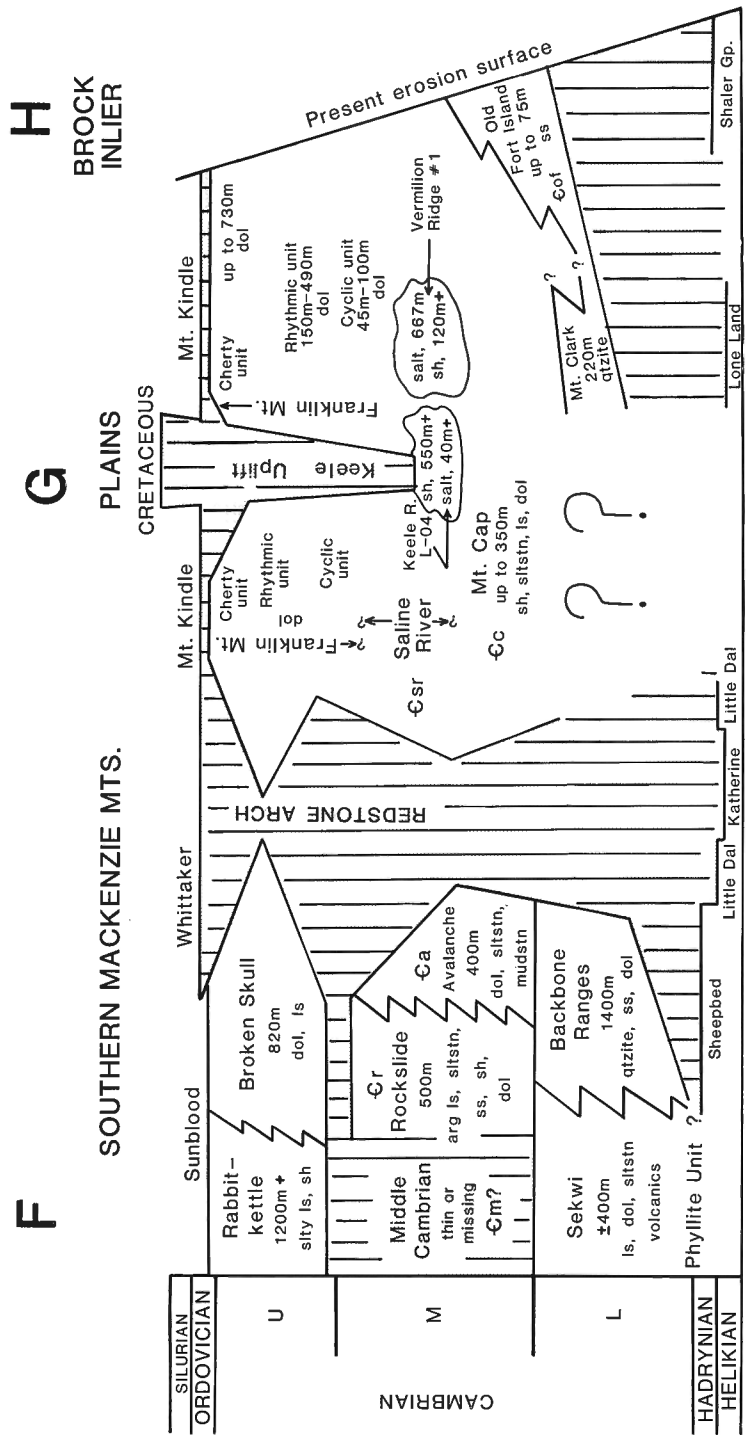 F
G
H
SOUTHERN MACKENZIE MTS.
PLAINS
BROCK
INLIER
CRETACEOUS
Sunblood
Whittaker
Mt. Kindle
Mt. Kindle
SILURIAN
ORDOVICIAN
CAMBRIAN
U
M
L
HADRYNIAN
HELIKIAN
Rabbit-
kettle
1200m+
slty ls, sh
Broken Skull
820m
dol, ls
Middle
Cambrian
thin or
missing
Ꞓm?
Ꞓr
Rockslide
500m
arg ls, sltstn,
ss, sh,
dol
Ꞓa
Avalanche
400m
dol, sltstn,
mudstn
Sekwi
±400m
ls, dol, sltstn
volcanics
Backbone
Ranges
1400m
qtzite, ss, dol
Phyllite Unit ?
Sheepbed
REDSTONE ARCH
Little Dal
Katherine
Little Dal
Cherty
unit
Rhythmic
unit
Cyclic
unit
? Franklin Mt.
dol
Ꞓsr
?
Saline
River
?
Ꞓc
Mt. Cap
up to 350m
sh, sltstn, ls, dol
? ?
Keele Uplift
Keele R.
L-04
sh, 550m+
salt, 40m+
Franklin Mt.
Cherty
unit
up to 730m
dol
Rhythmic unit
150m-490m
dol
Cyclic unit
45m-100m
dol
salt, 667m
sh, 120m+
Vermilion
Ridge #1
Present erosion surface
Old
Fort Island
up to 75m
ss
Ꞓof
? ?
Mt. Clark
220m
qtzite
Lone Land
Shaler Gp.